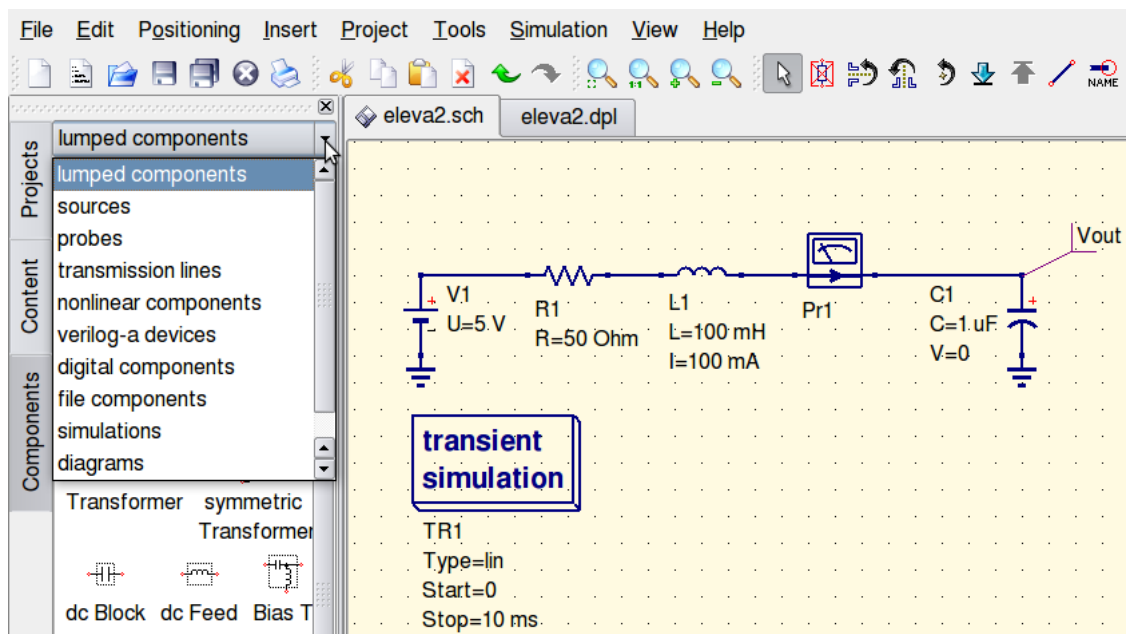 File Edit Positioning Insert Project Tools Simulation View Help
1:1
NAME
eleva2.sch eleva2.dpl
Projects
Content
Components
lumped components
lumped components
sources
probes
transmission lines
nonlinear components
verilog-a devices
digital components
file components
simulations
diagrams
Transformer symmetric
Transformer
dc Block dc Feed Bias T
Vout
V1
U=5 V
R1
R=50 Ohm
L1
L=100 mH
I=100 mA
Pr1
C1
C=1 uF
V=0
transient
simulation
TR1
Type=lin
Start=0
Stop=10 ms